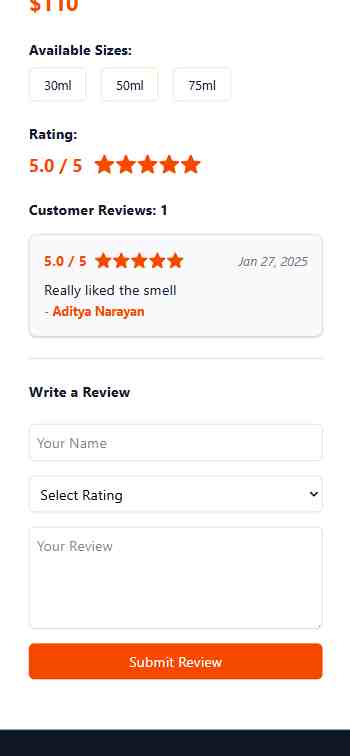 $110
Available Sizes:
30ml 50ml 75ml
Rating:
5.0 / 5
Customer Reviews: 1
5.0 / 5 Jan 27, 2025
Really liked the smell
- Aditya Narayan
Write a Review
Your Name
Select Rating
Your Review
Submit Review